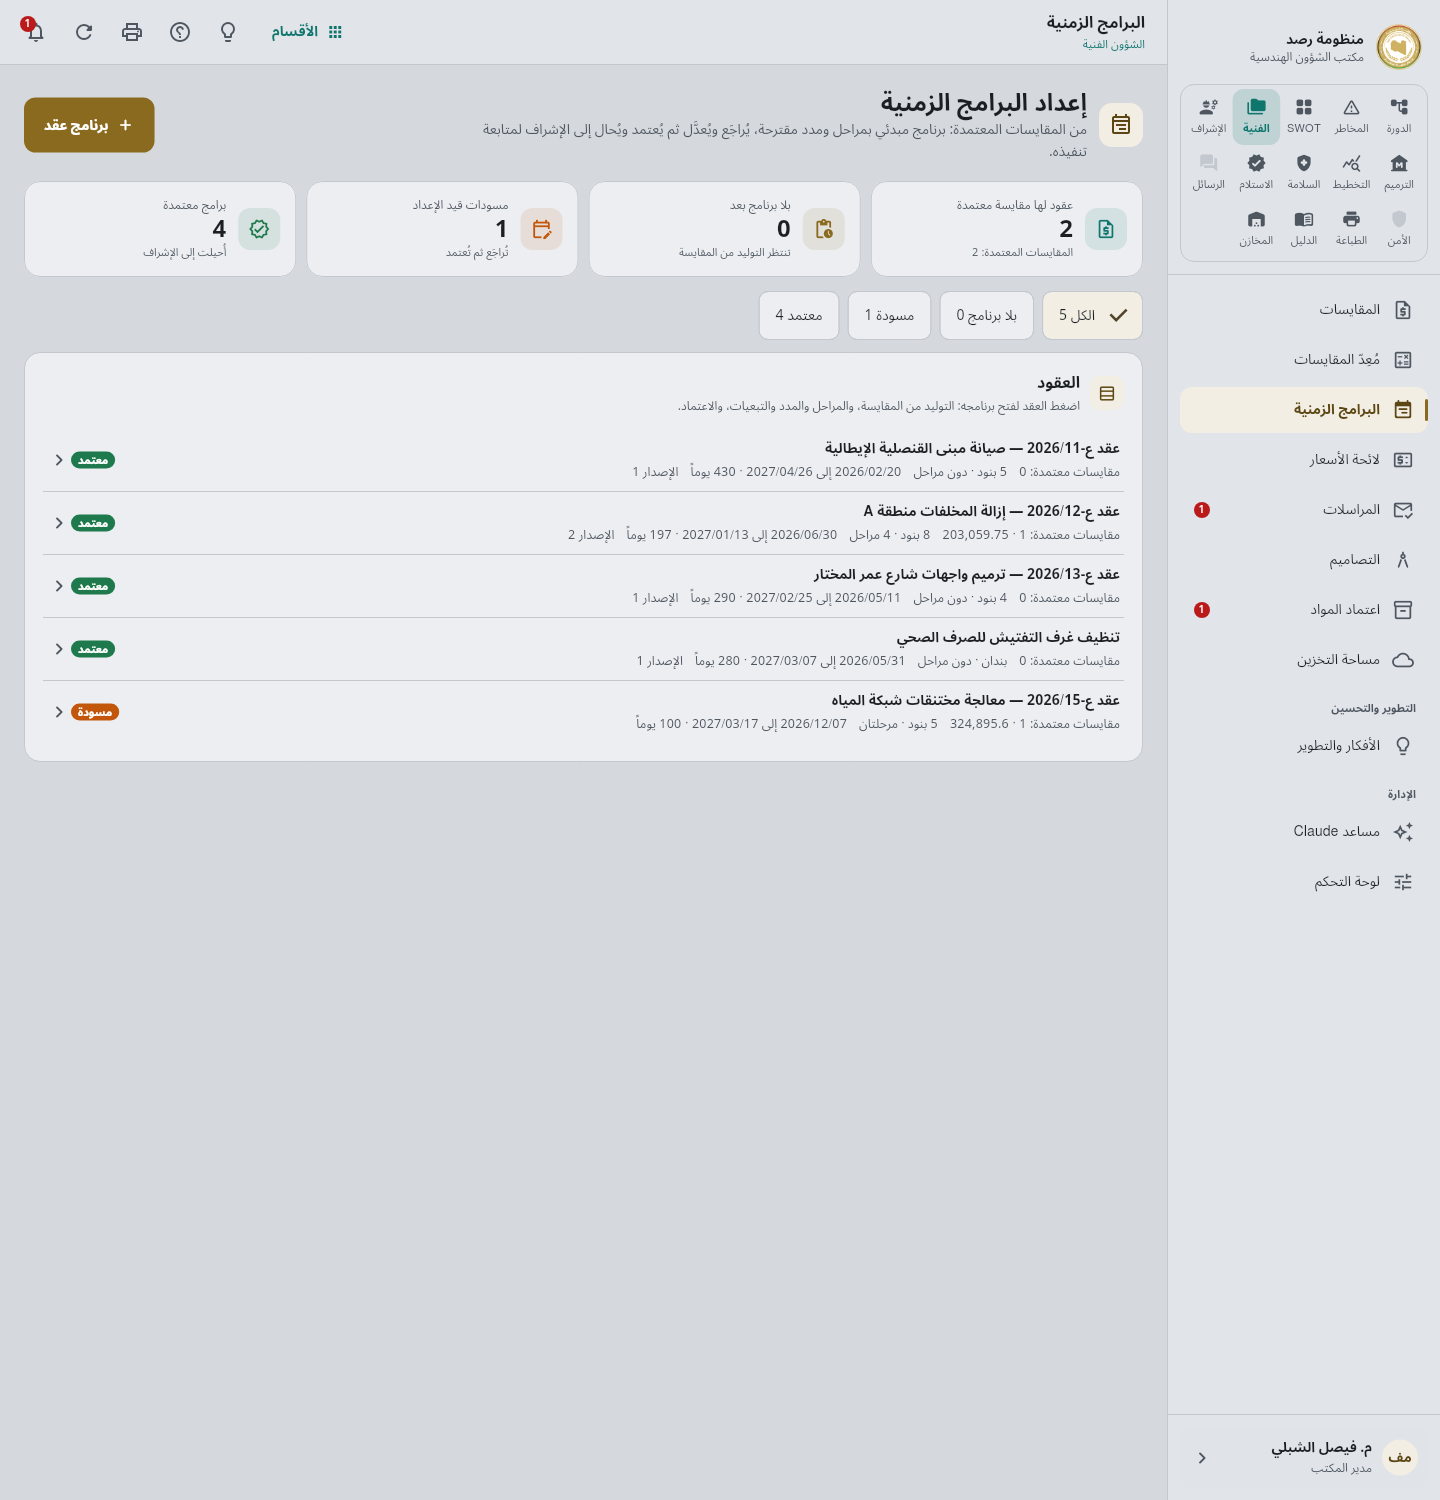 منظومة رصد
مكتب الشؤون الهندسية
الدورة
المخاطر
SWOT
الفنية
الإشراف
الترميم
التخطيط
السلامة
الاستلام
الرسائل
الأمن
الطباعة
الدليل
المخازن
المقايسات
مُعِدّ المقايسات
البرامج الزمنية
لائحة الأسعار
المراسلات
1
التصاميم
اعتماد المواد
1
مساحة التخزين
التطوير والتحسين
الأفكار والتطوير
الإدارة
مساعد Claude
لوحة التحكم
مف
م. فيصل الشبلي
مدير المكتب
البرامج الزمنية
الشؤون الفنية
الأقسام
1
إعداد البرامج الزمنية
من المقايسات المعتمدة: برنامج مبدئي بمراحل ومدد مقترحة، يُراجَع ويُعدَّل ثم يُعتمد ويُحال إلى الإشراف لمتابعة
تنفيذه.
+ برنامج عقد
عقود لها مقايسة معتمدة
2
المقايسات المعتمدة: 2
بلا برنامج بعد
0
تنتظر التوليد من المقايسة
مسودات قيد الإعداد
1
تُراجَع ثم تُعتمد
برامج معتمدة
4
أُحيلت إلى الإشراف
الكل 5
بلا برنامج 0
مسودة 1
معتمد 4
العقود
اضغط العقد لفتح برنامجه: التوليد من المقايسة، والمراحل والمدد والتبعيات، والاعتماد.
عقد ع-2026/11 — صيانة مبنى القنصلية الإيطالية
مقايسات معتمدة: 0 5 بنود · دون مراحل 2026/02/20 إلى 2027/04/26 · 430 يوماً الإصدار 1
معتمد
عقد ع-2026/12 — إزالة المخلفات منطقة A
مقايسات معتمدة: 1 · 203,059.75 8 بنود · 4 مراحل 2026/06/30 إلى 2027/01/13 · 197 يوماً الإصدار 2
معتمد
عقد ع-2026/13 — ترميم واجهات شارع عمر المختار
مقايسات معتمدة: 0 4 بنود · دون مراحل 2026/05/11 إلى 2027/02/25 · 290 يوماً الإصدار 1
معتمد
تنظيف غرف التفتيش للصرف الصحي
مقايسات معتمدة: 0 بندان · دون مراحل 2026/05/31 إلى 2027/03/07 · 280 يوماً الإصدار 1
معتمد
عقد ع-2026/15 — معالجة مختنقات شبكة المياه
مقايسات معتمدة: 1 · 324,895.6 5 بنود · مرحلتان 2026/12/07 إلى 2027/03/17 · 100 يوماً
مسودة